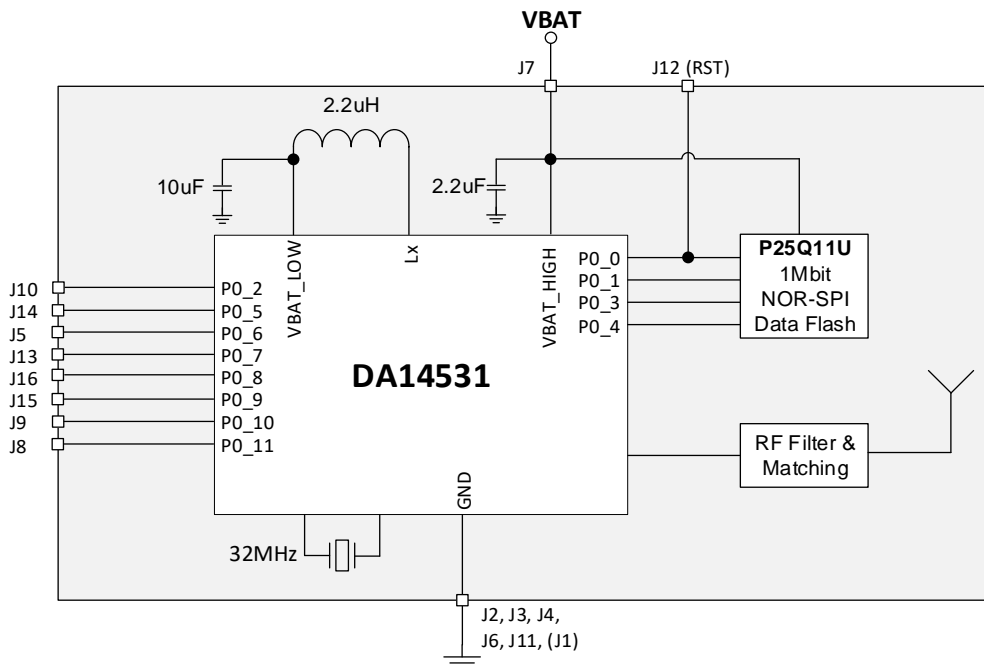 VBAT
J7
J12 (RST)
2.2uH
10uF
2.2uF
VBAT_LOW
Lx
VBAT_HIGH
P0_0
P0_1
P0_3
P0_4
P25Q11U
1Mbit
NOR-SPI
Data Flash
J10
P0_2
J14
P0_5
J5
P0_6
J13
P0_7
J16
P0_8
J15
P0_9
J9
P0_10
J8
P0_11
DA14531
RF Filter &
Matching
GND
32MHz
J2, J3, J4,
J6, J11, (J1)